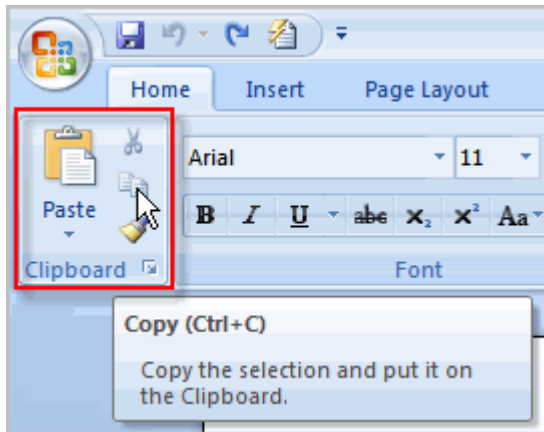 Home Insert Page Layout
Arial 11
Paste
B I U abc X₂ X² Aa
Clipboard Font
Copy (Ctrl+C)
Copy the selection and put it on
the Clipboard.